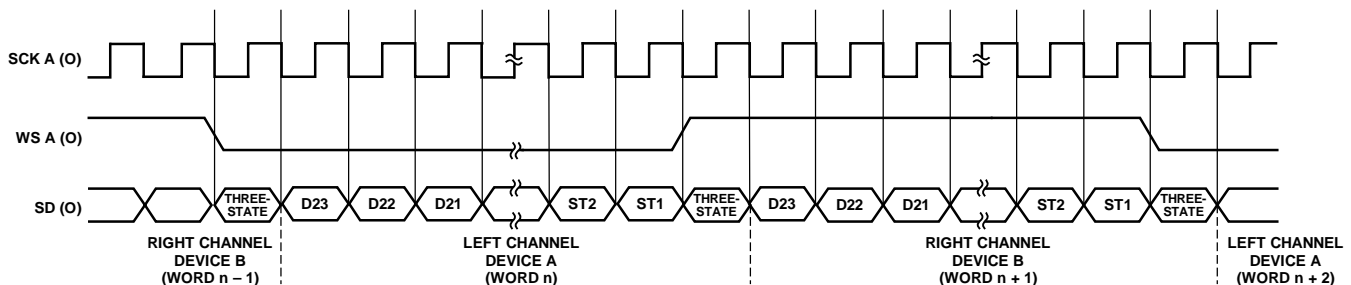 SCK A (O)
WS A (O)
SD (O)
THREE-
STATE
D23
D22
D21
ST2
ST1
THREE-
STATE
D23
D22
D21
ST2
ST1
THREE-
STATE
RIGHT CHANNEL
DEVICE B
(WORD n – 1)
LEFT CHANNEL
DEVICE A
(WORD n)
RIGHT CHANNEL
DEVICE B
(WORD n + 1)
LEFT CHANNEL
DEVICE A
(WORD n + 2)